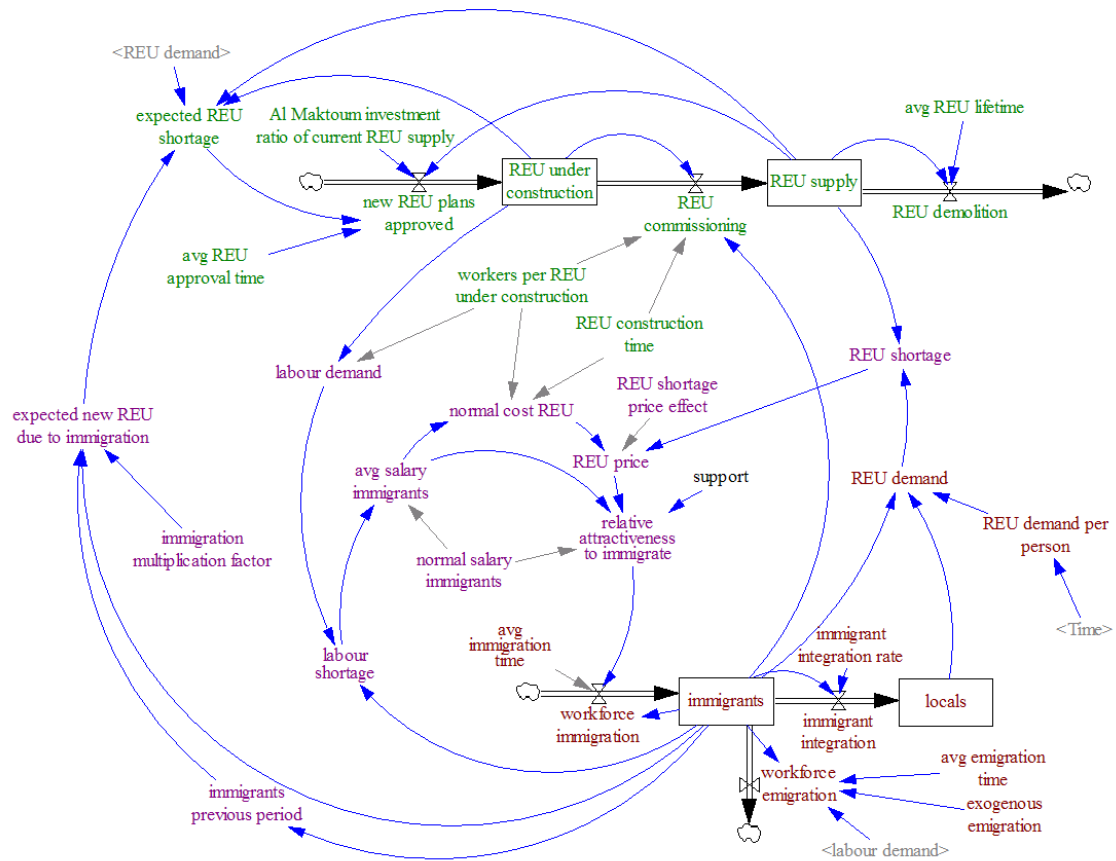 <REU demand>
expected REU
shortage
Al Maktoum investment
ratio of current REU supply
avg REU lifetime
REU under
construction
REU supply
new REU plans
approved
REU
commissioning
REU demolition
avg REU
approval time
workers per REU
under construction
REU construction
time
labour demand
REU shortage
expected new REU
due to immigration
normal cost REU
REU shortage
price effect
avg salary
immigrants
REU price
support
REU demand
immigration
multiplication factor
normal salary
immigrants
relative
attractiveness
to immigrate
REU demand per
person
<Time>
labour
shortage
avg
immigration
time
immigrant
integration rate
workforce
immigration
immigrants
immigrant
integration
locals
immigrants
previous period
workforce
emigration
avg emigration
time
exogenous
emigration
<labour demand>